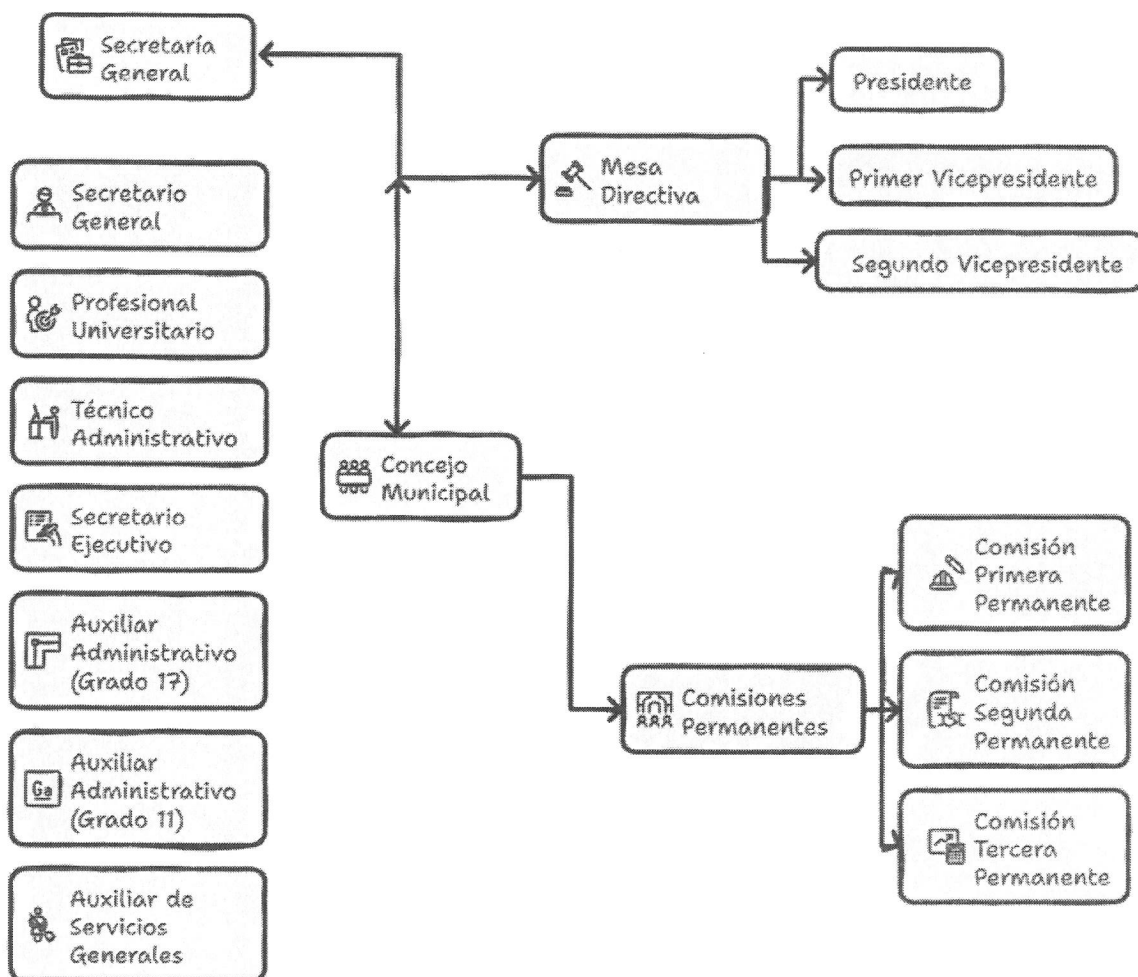 Secretaría
General
Secretario
General
Profesional
Universitario
Técnico
Administrativo
Secretario
Ejecutivo
Auxiliar
Administrativo
(Grado 17)
Ga
Auxiliar
Administrativo
(Grado 11)
Auxiliar de
Servicios
Generales
Concejo
Municipal
Mesa
Directiva
Presidente
Primer Vicepresidente
Segundo Vicepresidente
Comisiones
Permanentes
Comisión
Primera
Permanente
Comisión
Segunda
Permanente
Comisión
Tercera
Permanente